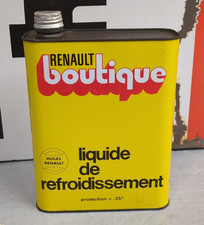 RENAULT
boutique
HUILES
RENAULT
liquide
de
refroidissement
protection - 25°